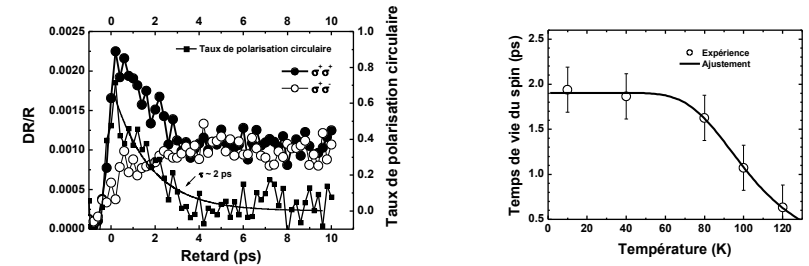 0 2 4 6 8 10
0.0025
0.0020
0.0015
0.0010
0.0005
0.0000
DR/R
Taux de polarisation circulaire
σ+σ+
σ+σ-
τ ~ 2 ps
1.0
0.8
0.6
0.4
0.2
0.0
Taux de polarisation circulaire
0 2 4 6 8 10
Retard (ps)
2.5
2.0
1.5
1.0
0.5
Temps de vie du spin (ps)
Expérience
Ajustement
0 20 40 60 80 100 120
Température (K)